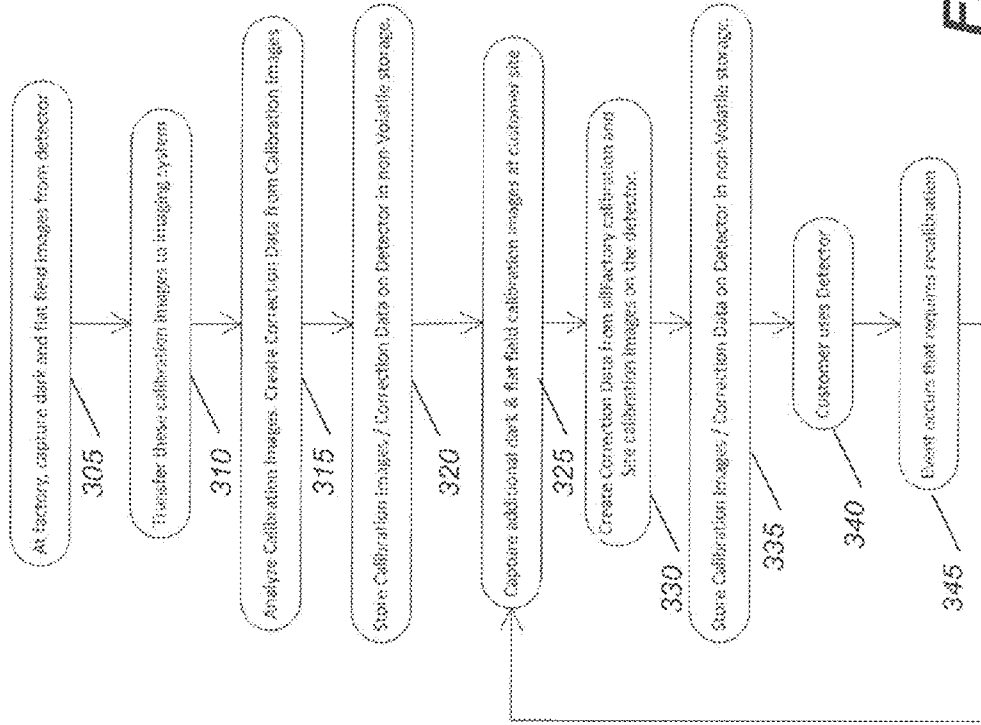 At factory, capture dark and flat field images from detector
305
Transfer these calibration images to imaging system
310
Analyze Calibration Images. Create Correction Data from Calibration Images
315
Store Calibration Images / Correction Data on Detector in non Volatile storage.
320
Capture additional dark & flat field calibration images at customer site
325
Create Correction Data from all factory calibration and
Site calibration images on the detector.
330
Store Calibration Images / Correction Data on Detector in non Volatile storage.
335
Customer uses Detector
340
Event occurs that requires recalibration
345